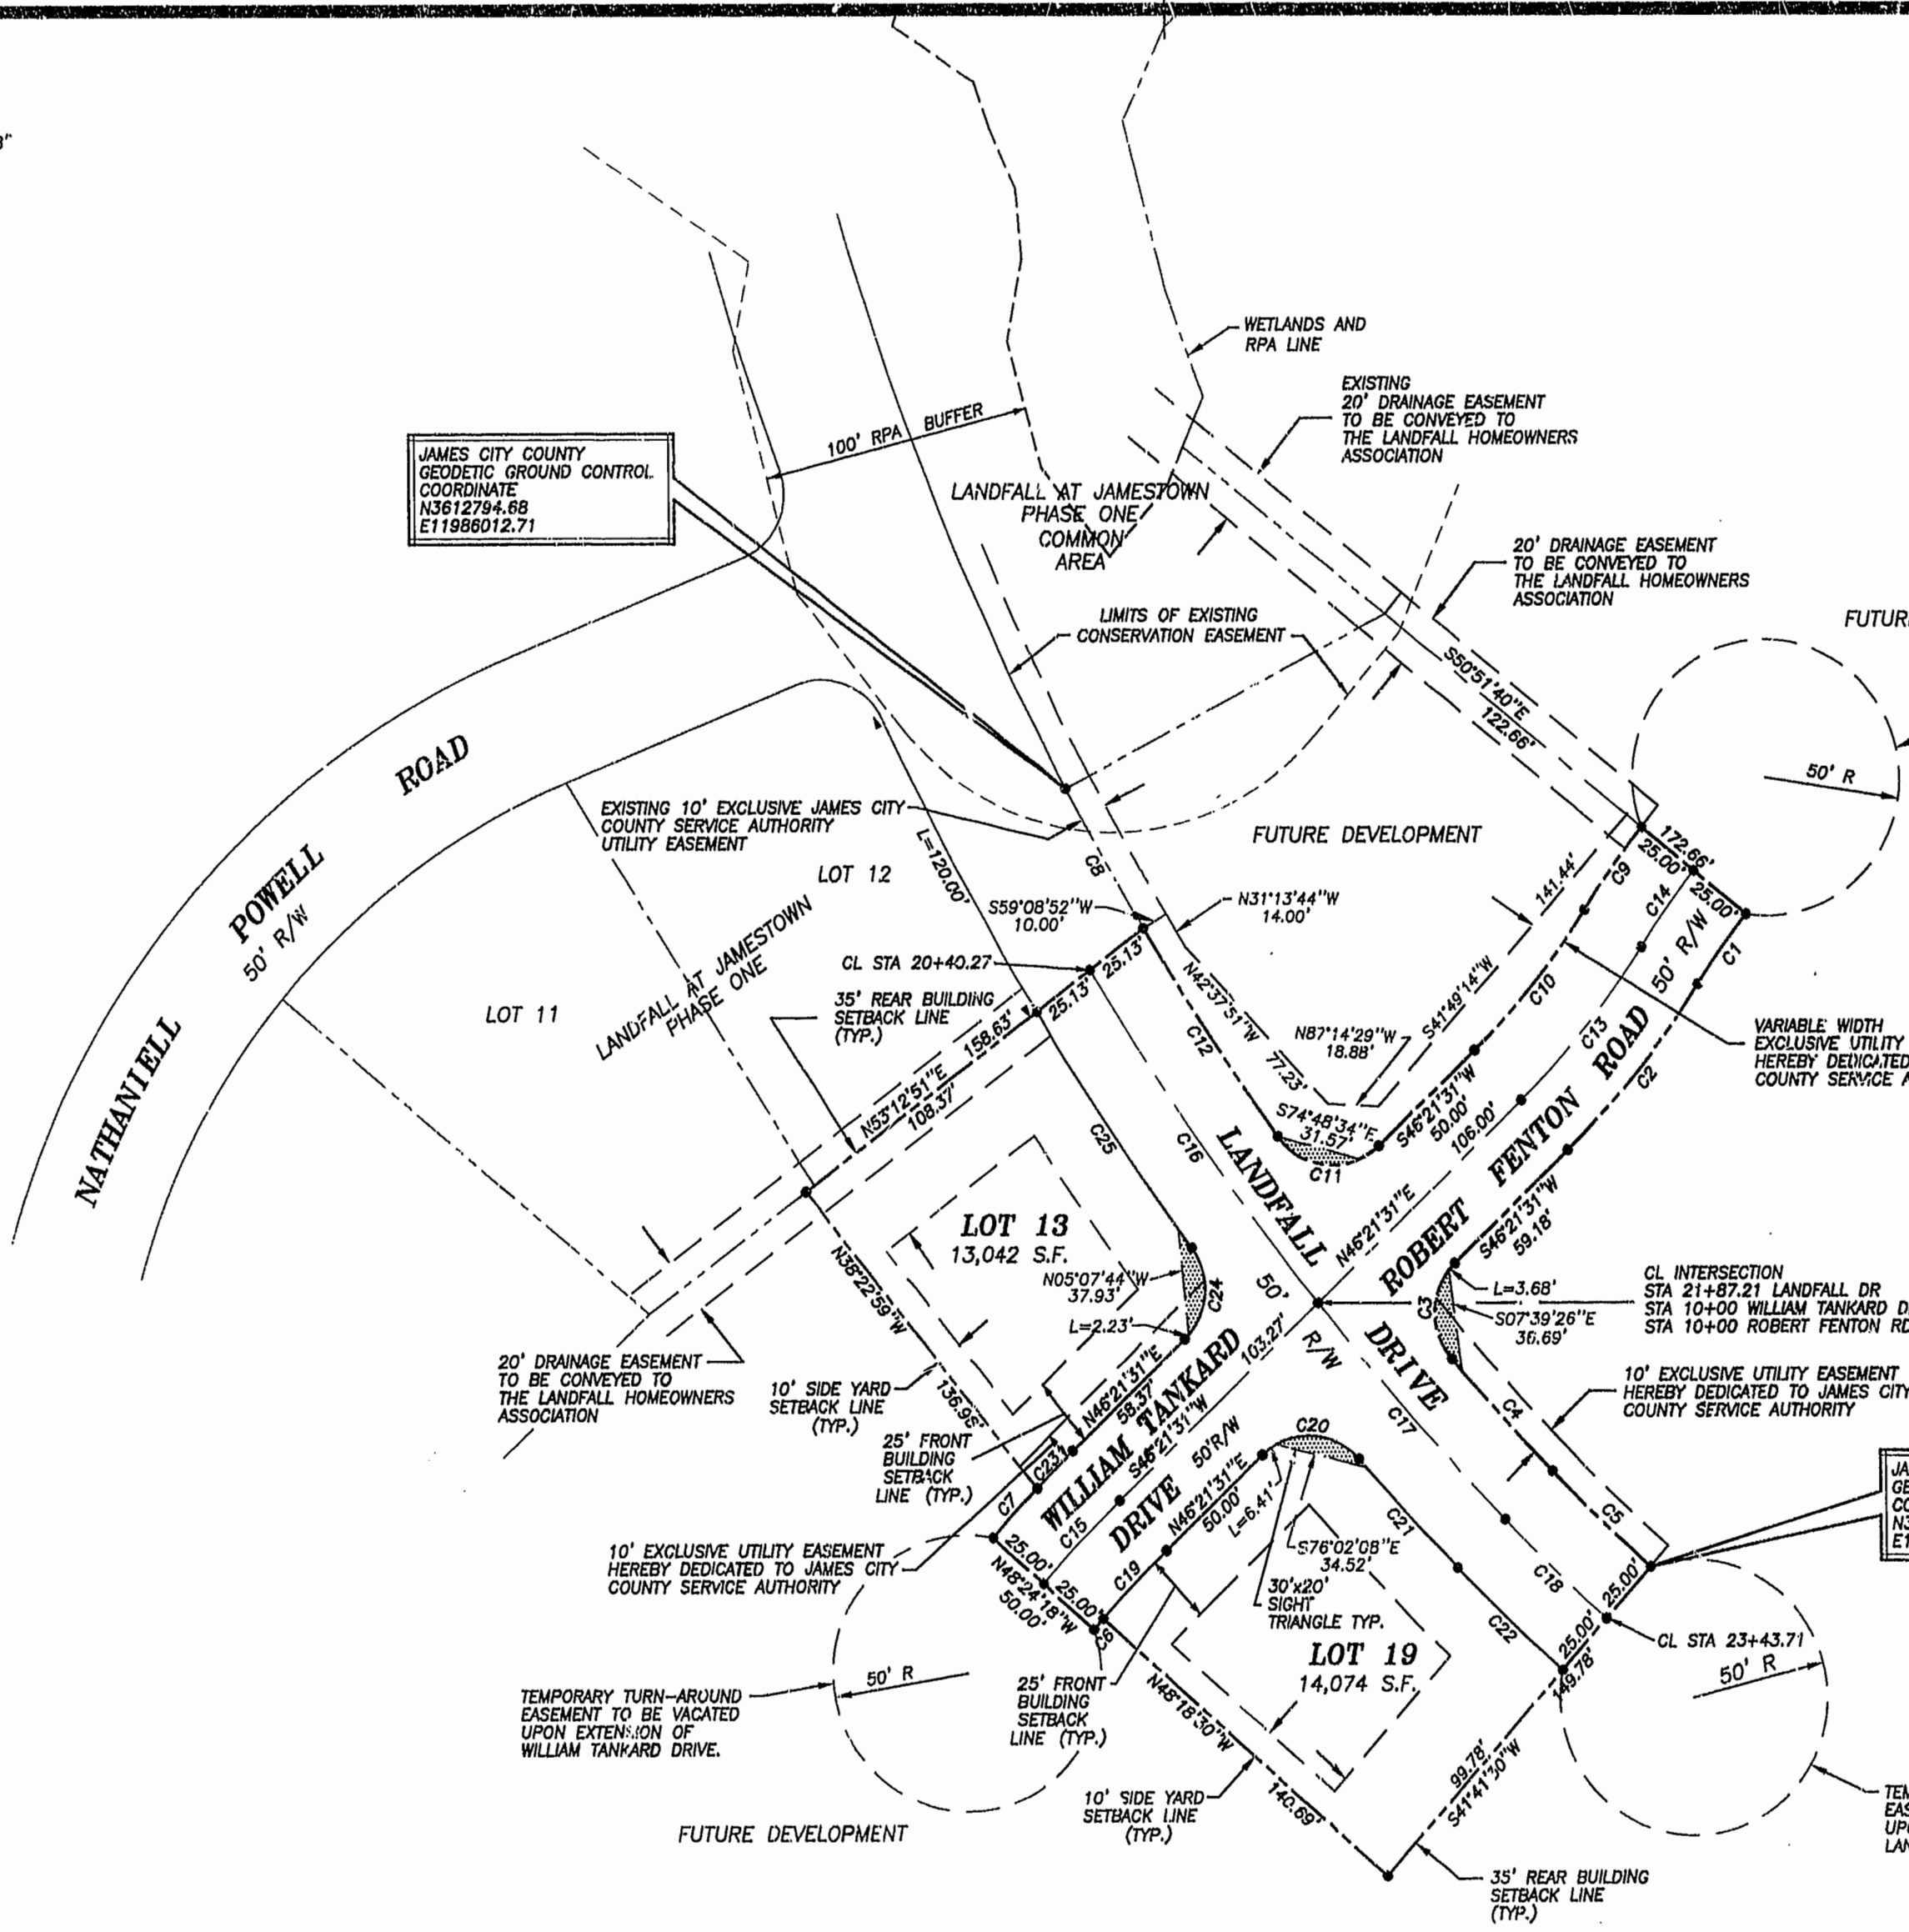 WETLANDS AND
RPA LINE
EXISTING
20' DRAINAGE EASEMENT
TO BE CONVEYED TO
THE LANDFALL HOMEOWNERS
ASSOCIATION
100' RPA BUFFER
JAMES CITY COUNTY
GEODETIC GROUND CONTROL
COORDINATE
N3612794.68
E11986012.71
LANDFALL AT JAMESTOWN
PHASE ONE
COMMON
AREA
20' DRAINAGE EASEMENT
TO BE CONVEYED TO
THE LANDFALL HOMEOWNERS
ASSOCIATION
LIMITS OF EXISTING
CONSERVATION EASEMENT
S50°51'40"E
122.66'
50' R
NATHANIELL POWELL ROAD
50' R/W
EXISTING 10' EXCLUSIVE JAMES CITY
COUNTY SERVICE AUTHORITY
UTILITY EASEMENT
L=120.00'
C8
FUTURE DEVELOPMENT
LOT 12
LOT 11
LANDFALL AT JAMESTOWN
PHASE ONE
S59°08'52"W
10.00'
N31°13'44"W
14.00'
CL STA 20+40.27
25.13'
25.13'
35' REAR BUILDING
SETBACK LINE
(TYP.)
158.63'
N53°12'51"E
108.37'
N42°37'51"W
77.23'
N87°14'29"W
18.88'
S41°49'14"W
141.44'
172.66'
25.00'
25.00'
C9
C14
50' R/W
C1
C10
C13
C2
VARIABLE WIDTH
EXCLUSIVE UTILITY
HEREBY DEDICATED
COUNTY SERVICE
C12
C16
C25
S74°48'34"E
31.57'
C11
S46°21'31"W
50.00'
106.00'
N46°21'31"E
ROBERT FENTON ROAD
S46°21'31"W
59.18'
LANDFALL DRIVE
50' R/W
LOT 13
13,042 S.F.
N05°07'44"W
37.93'
C24
L=2.23'
N38°22'59"W
136.96'
C3
L=3.68'
S07°39'26"E
36.69'
CL INTERSECTION
STA 21+87.21 LANDFALL DR
STA 10+00 WILLIAM TANKARD
STA 10+00 ROBERT FENTON RD
10' EXCLUSIVE UTILITY EASEMENT
HEREBY DEDICATED TO JAMES CITY
COUNTY SERVICE AUTHORITY
20' DRAINAGE EASEMENT
TO BE CONVEYED TO
THE LANDFALL HOMEOWNERS
ASSOCIATION
10' SIDE YARD
SETBACK LINE
(TYP.)
25' FRONT
BUILDING
SETBACK
LINE (TYP.)
N46°21'31"E
58.37'
C23
C7
WILLIAM TANKARD DRIVE
S46°21'31"W
103.27'
50'R/W
C15
C20
N46°21'31"E
50.00'
L=6.41'
S76°02'08"E
34.52'
30'x20'
SIGHT
TRIANGLE TYP.
C4
C17
C5
C18
C21
C22
C19
C6
10' EXCLUSIVE UTILITY EASEMENT
HEREBY DEDICATED TO JAMES CITY
COUNTY SERVICE AUTHORITY
25.00'
25.00'
N48°24'18"W
50.00'
LOT 19
14,074 S.F.
25.00'
25.00'
149.78'
CL STA 23+43.71
50' R
TEMPORARY TURN-AROUND
EASEMENT TO BE VACATED
UPON EXTENSION OF
WILLIAM TANKARD DRIVE.
50' R
25' FRONT
BUILDING
SETBACK
LINE (TYP.)
N48°18'30"W
140.69'
99.78'
S41°41'30"W
10' SIDE YARD
SETBACK LINE
(TYP.)
FUTURE DEVELOPMENT
35' REAR BUILDING
SETBACK LINE
(TYP.)